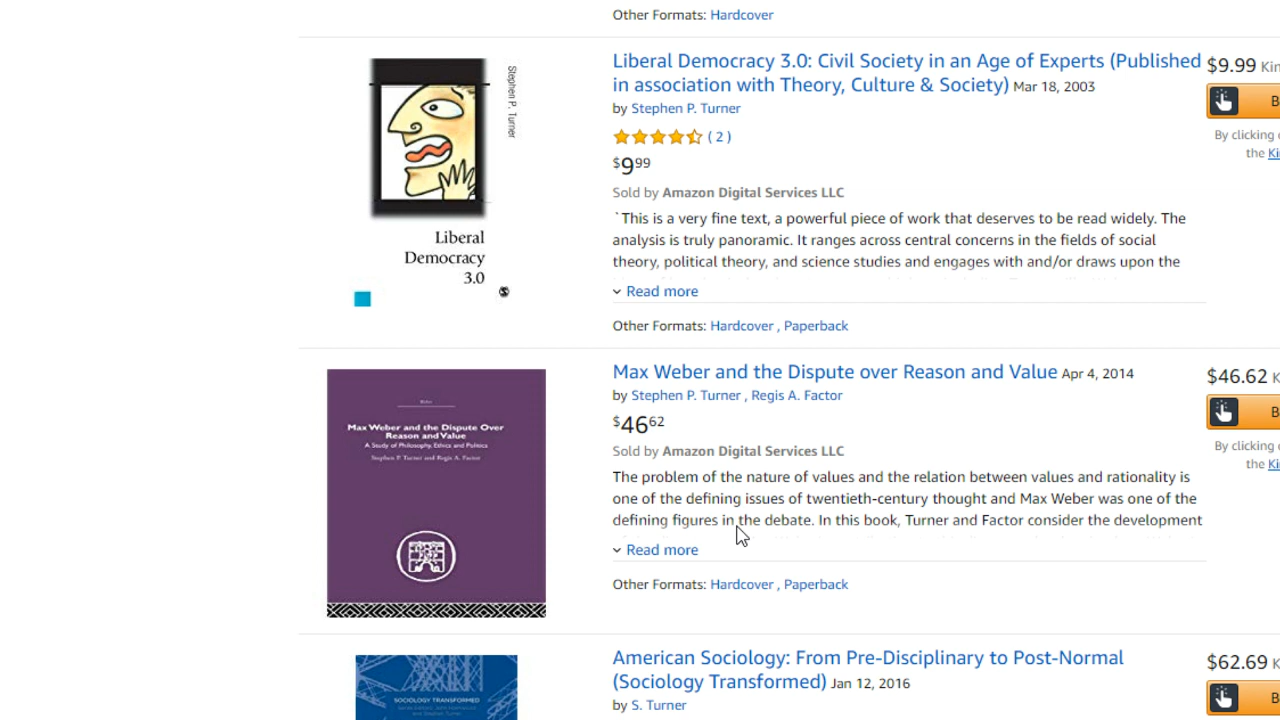 Other Formats: Hardcover
Stephen P. Turner
Liberal
Democracy
3.0
Liberal Democracy 3.0: Civil Society in an Age of Experts (Published
in association with Theory, Culture & Society) Mar 18, 2003
by Stephen P. Turner
( 2 )
$9.99
Sold by Amazon Digital Services LLC
`This is a very fine text, a powerful piece of work that deserves to be read widely. The
analysis is truly panoramic. It ranges across central concerns in the fields of social
theory, political theory, and science studies and engages with and/or draws upon the
Read more
Other Formats: Hardcover , Paperback
$9.99 Kin
B
By clicking
the Ki
Max Weber and the Dispute Over
Reason and Value
A Study of Philosophy, Ethics and Politics
Stephen P. Turner and Regis A. Factor
Max Weber and the Dispute over Reason and Value Apr 4, 2014
by Stephen P. Turner , Regis A. Factor
$46.62
Sold by Amazon Digital Services LLC
The problem of the nature of values and the relation between values and rationality is
one of the defining issues of twentieth-century thought and Max Weber was one of the
defining figures in the debate. In this book, Turner and Factor consider the development
Read more
Other Formats: Hardcover , Paperback
$46.62 K
B
By clicking
the Ki
SOCIOLOGY TRANSFORMED
American Sociology: From Pre-Disciplinary to Post-Normal
(Sociology Transformed) Jan 12, 2016
by S. Turner
$62.69 K
B